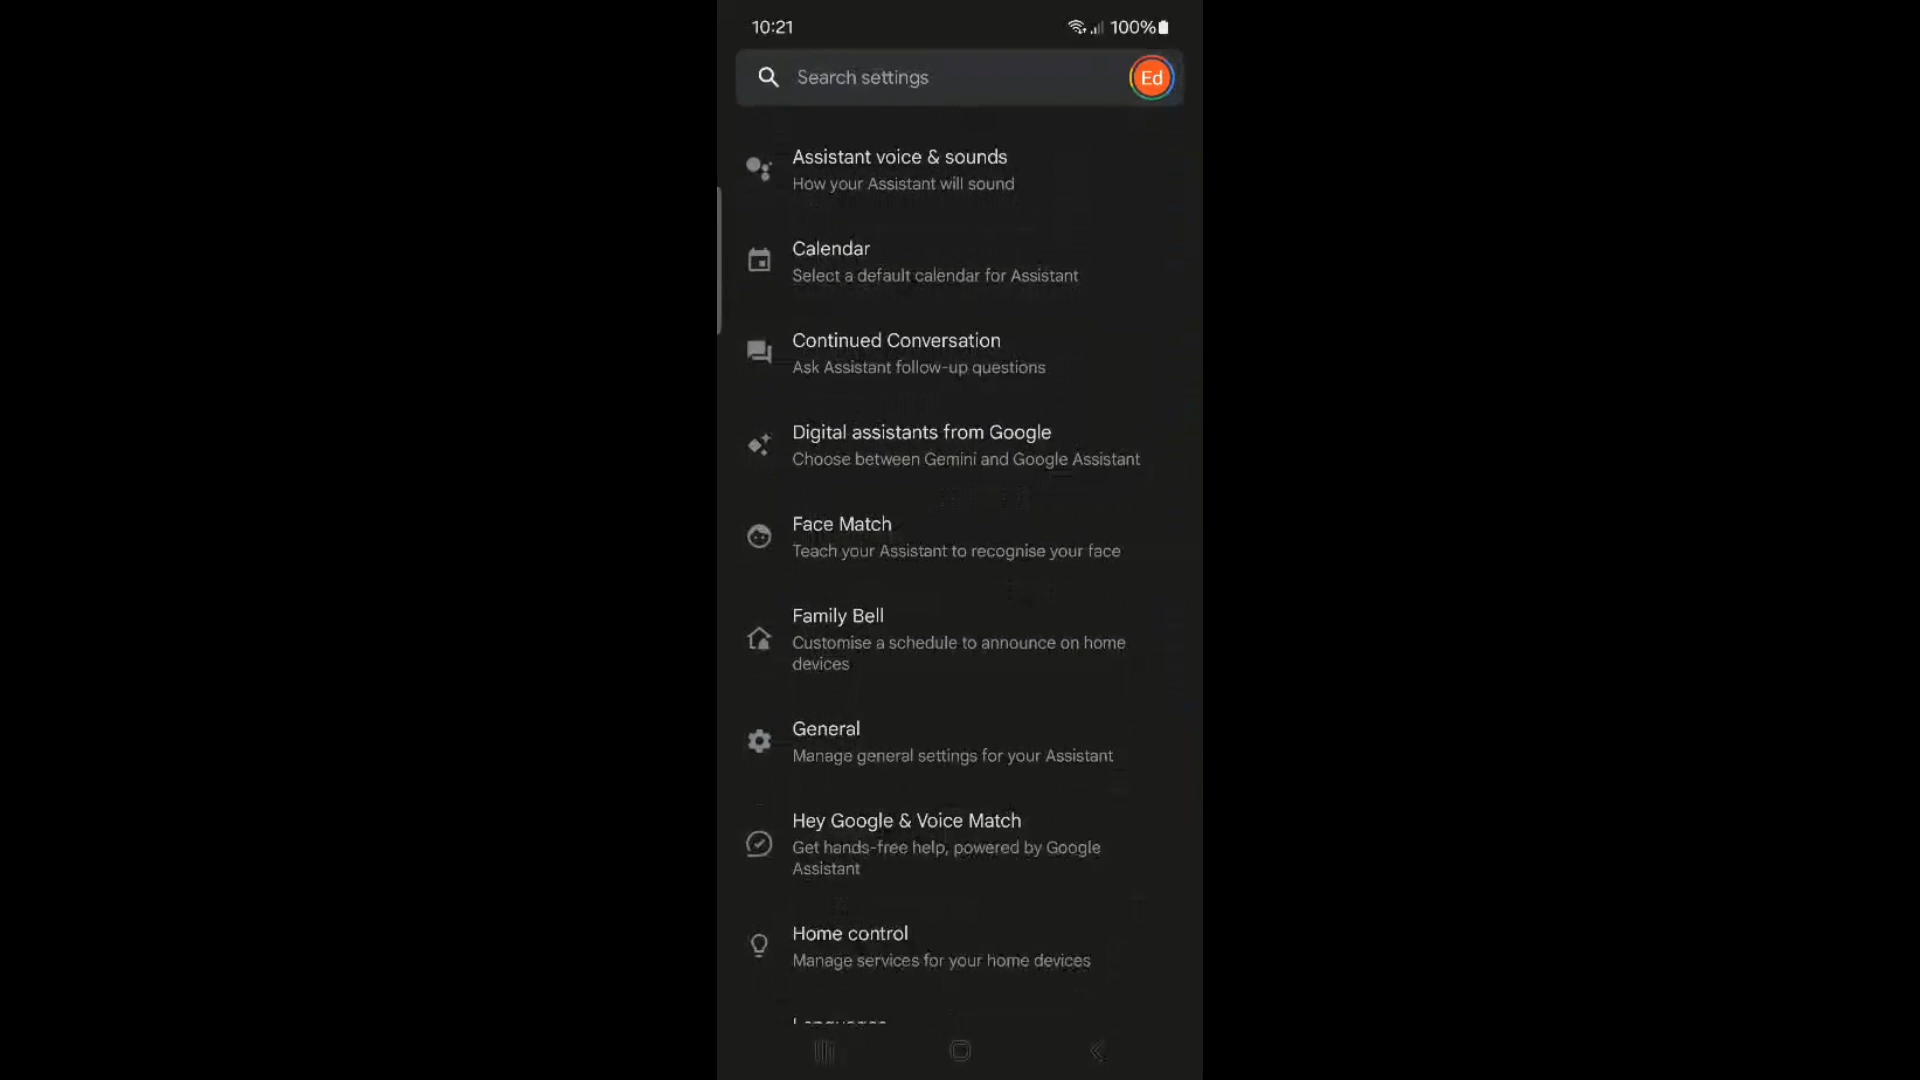 10:21
100%
Search settings
Ed
Assistant voice & sounds
How your Assistant will sound
Calendar
Select a default calendar for Assistant
Continued Conversation
Ask Assistant follow-up questions
Digital assistants from Google
Choose between Gemini and Google Assistant
Face Match
Teach your Assistant to recognise your face
Family Bell
Customise a schedule to announce on home
devices
General
Manage general settings for your Assistant
Hey Google & Voice Match
Get hands-free help, powered by Google
Assistant
Home control
Manage services for your home devices
Languages